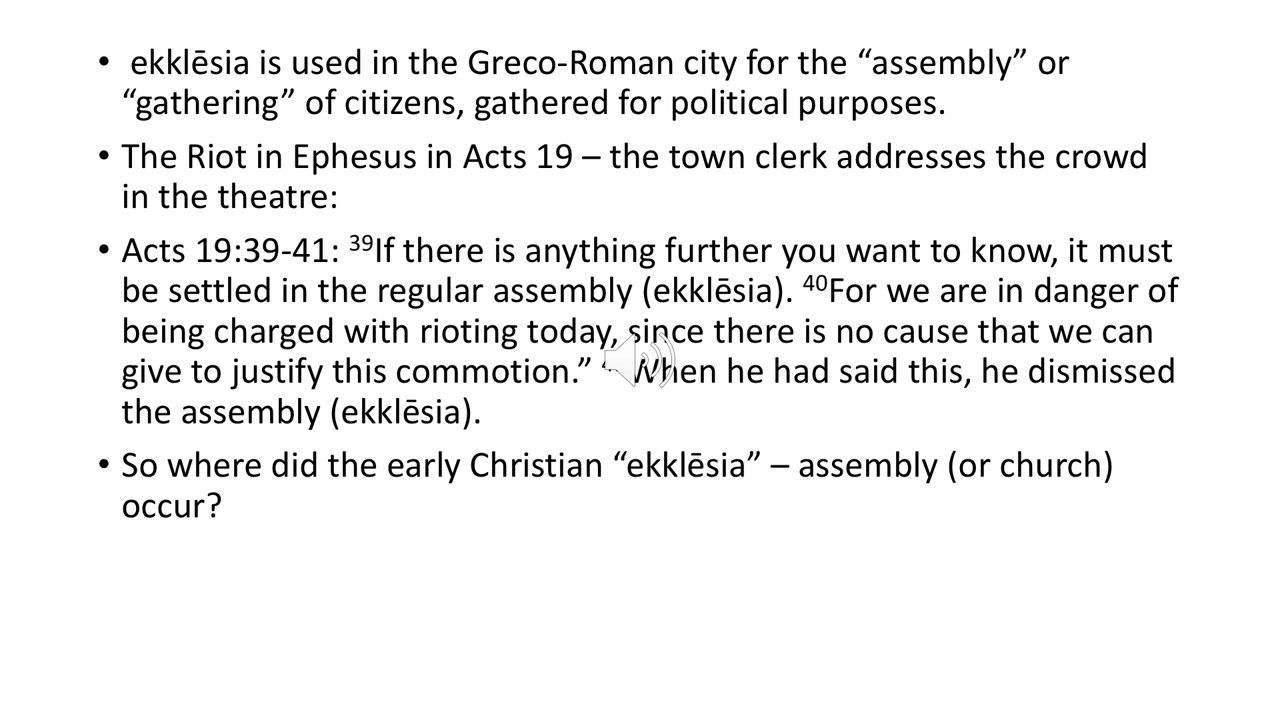 • ekklēsia is used in the Greco-Roman city for the “assembly” or
“gathering” of citizens, gathered for political purposes.
• The Riot in Ephesus in Acts 19 – the town clerk addresses the crowd
in the theatre:
• Acts 19:39-41: ³⁹If there is anything further you want to know, it must
be settled in the regular assembly (ekklēsia). ⁴⁰For we are in danger of
being charged with rioting today, since there is no cause that we can
give to justify this commotion.” When he had said this, he dismissed
the assembly (ekklēsia).
• So where did the early Christian “ekklēsia” – assembly (or church)
occur?